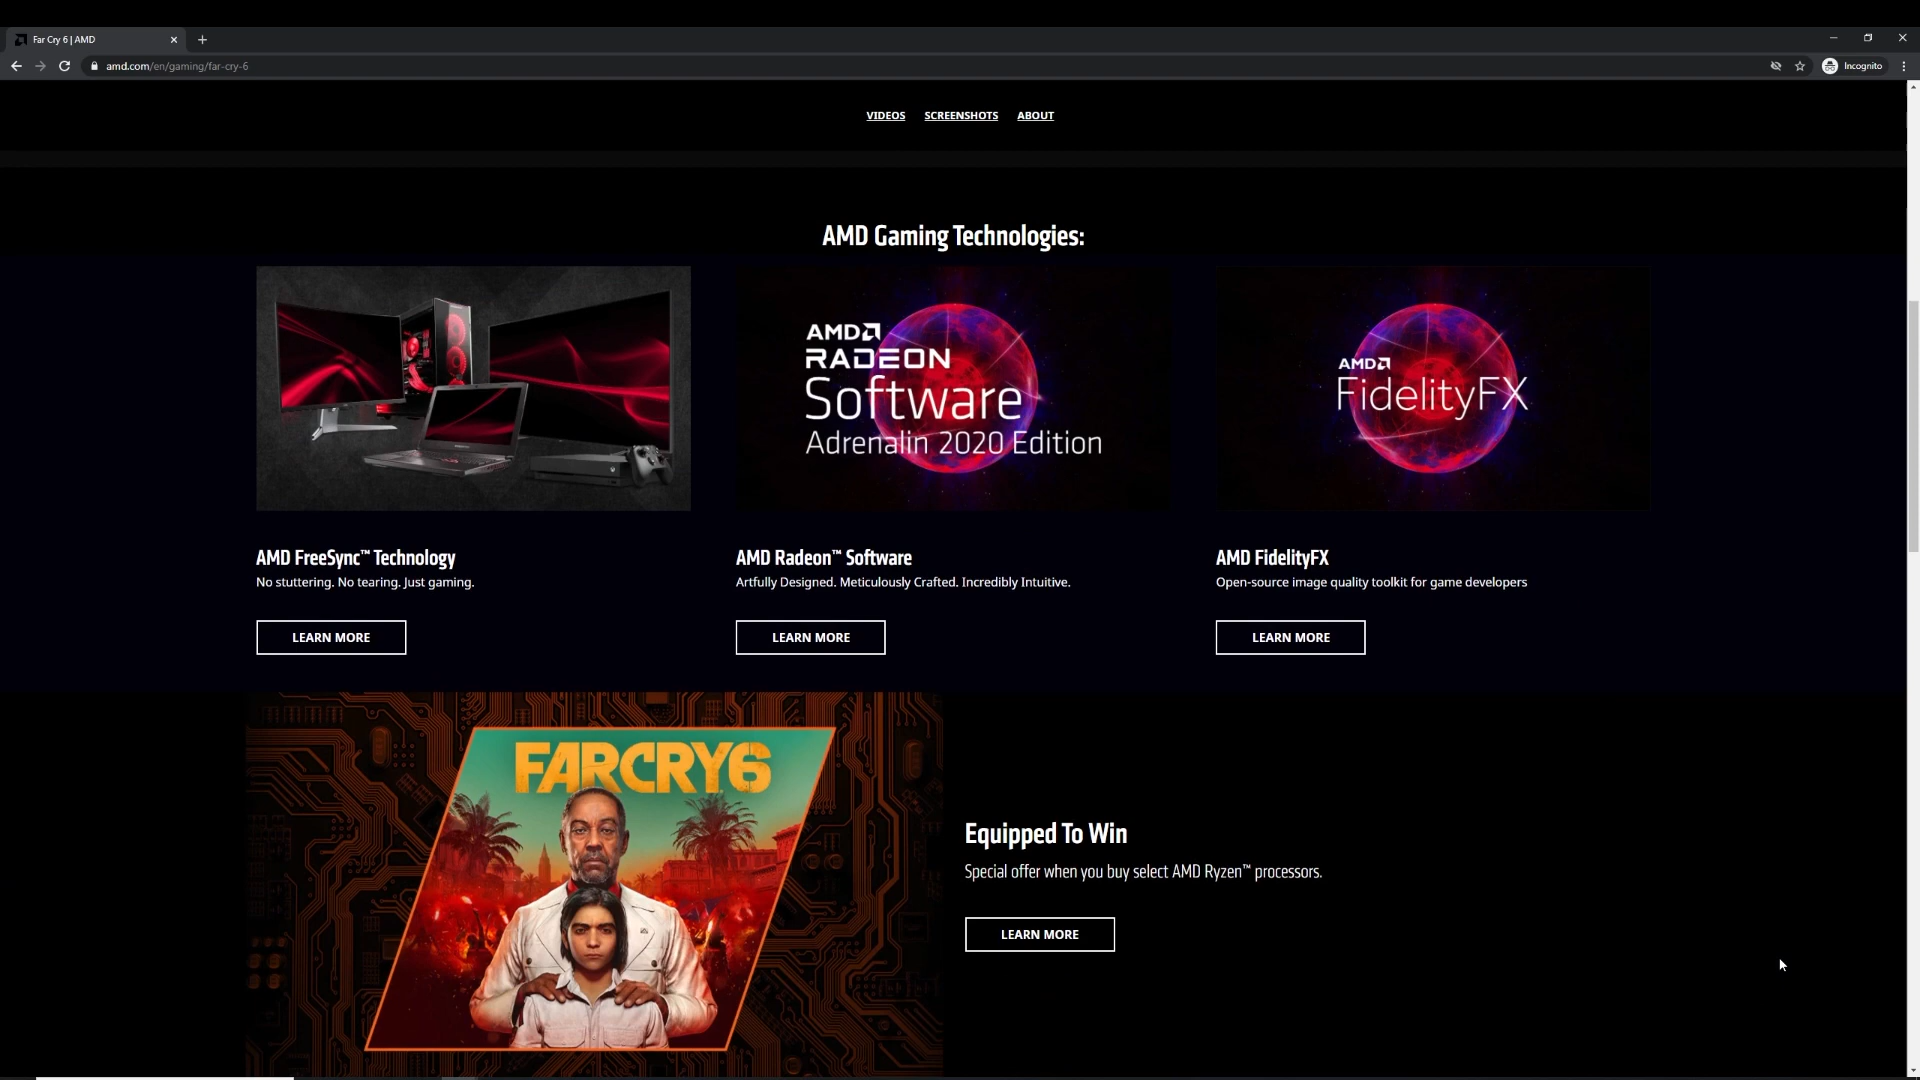 Far Cry 6 | AMD
amd.com/en/gaming/far-cry-6
Incognito
VIDEOS SCREENSHOTS ABOUT
AMD Gaming Technologies:
AMD
RADEON
Software
Adrenalin 2020 Edition
AMD
FidelityFX
AMD FreeSync™ Technology
No stuttering. No tearing. Just gaming.
LEARN MORE
AMD Radeon™ Software
Artfully Designed. Meticulously Crafted. Incredibly Intuitive.
LEARN MORE
AMD FidelityFX
Open-source image quality toolkit for game developers
LEARN MORE
FARCRY6
Equipped To Win
Special offer when you buy select AMD Ryzen™ processors.
LEARN MORE